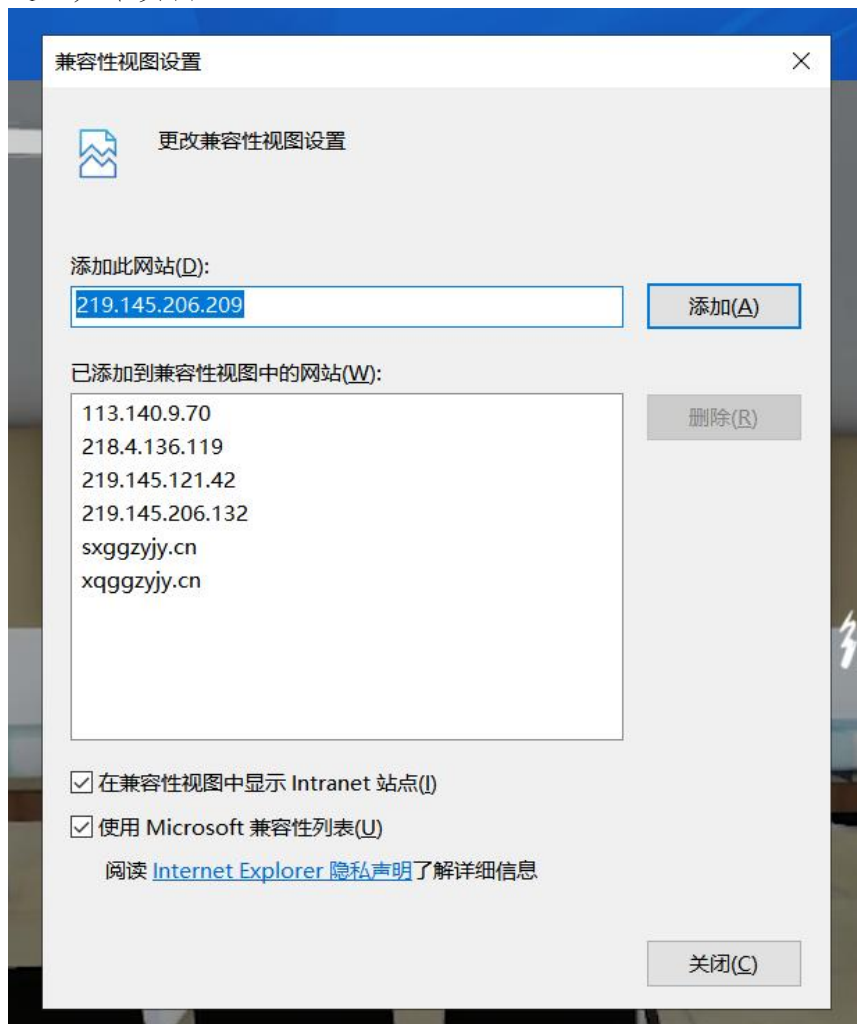 兼容性视图设置
更改兼容性视图设置
添加此网站(D):
219.145.206.209
添加(A)
已添加到兼容性视图中的网站(W):
113.140.9.70
218.4.136.119
219.145.121.42
219.145.206.132
sxggzyjy.cn
xqggzyjy.cn
删除(R)
在兼容性视图中显示 Intranet 站点(I)
使用 Microsoft 兼容性列表(U)
阅读 Internet Explorer 隐私声明了解详细信息
关闭(C)